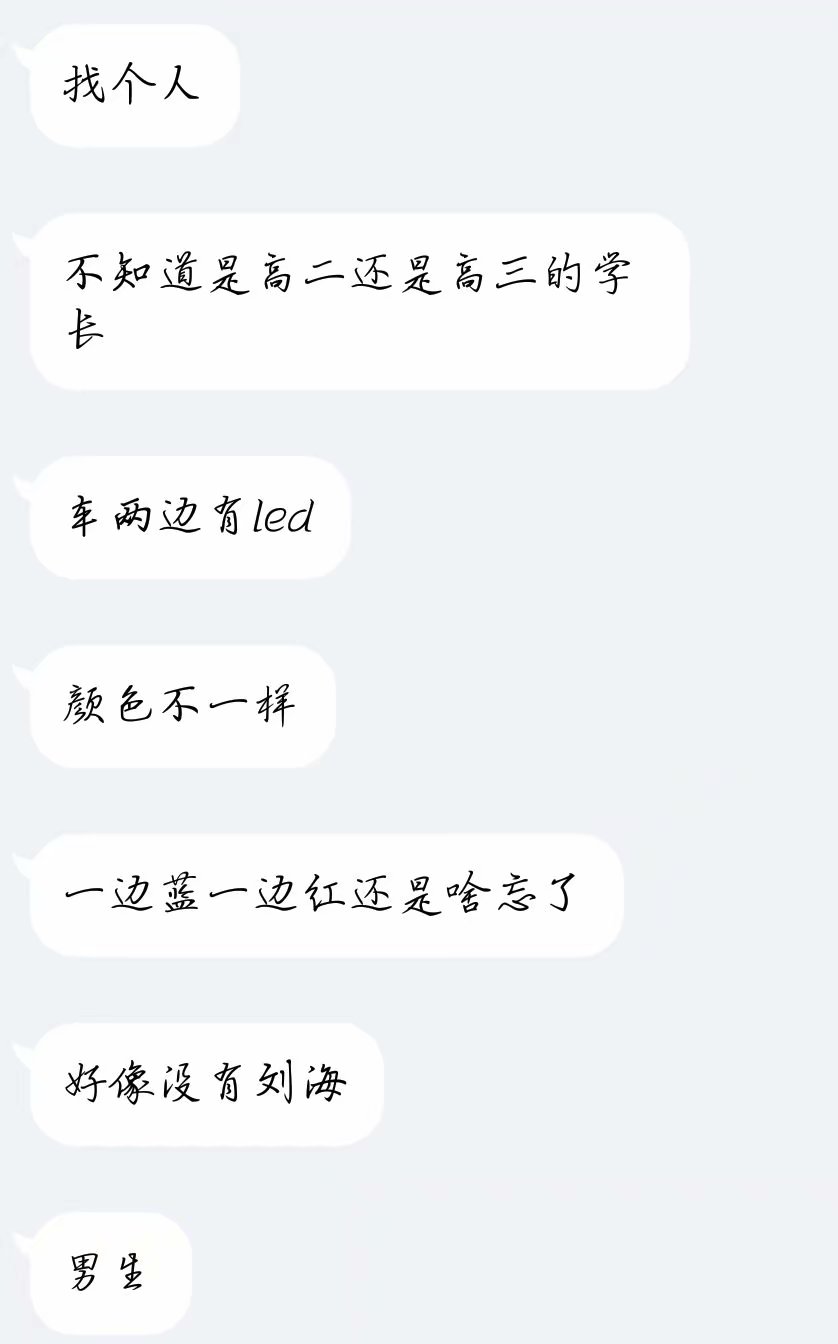 找个人
不知道是高二还是高三的学
长
车两边有led
颜色不一样
一边蓝一边红还是啥忘了
好像没有刘海
男生